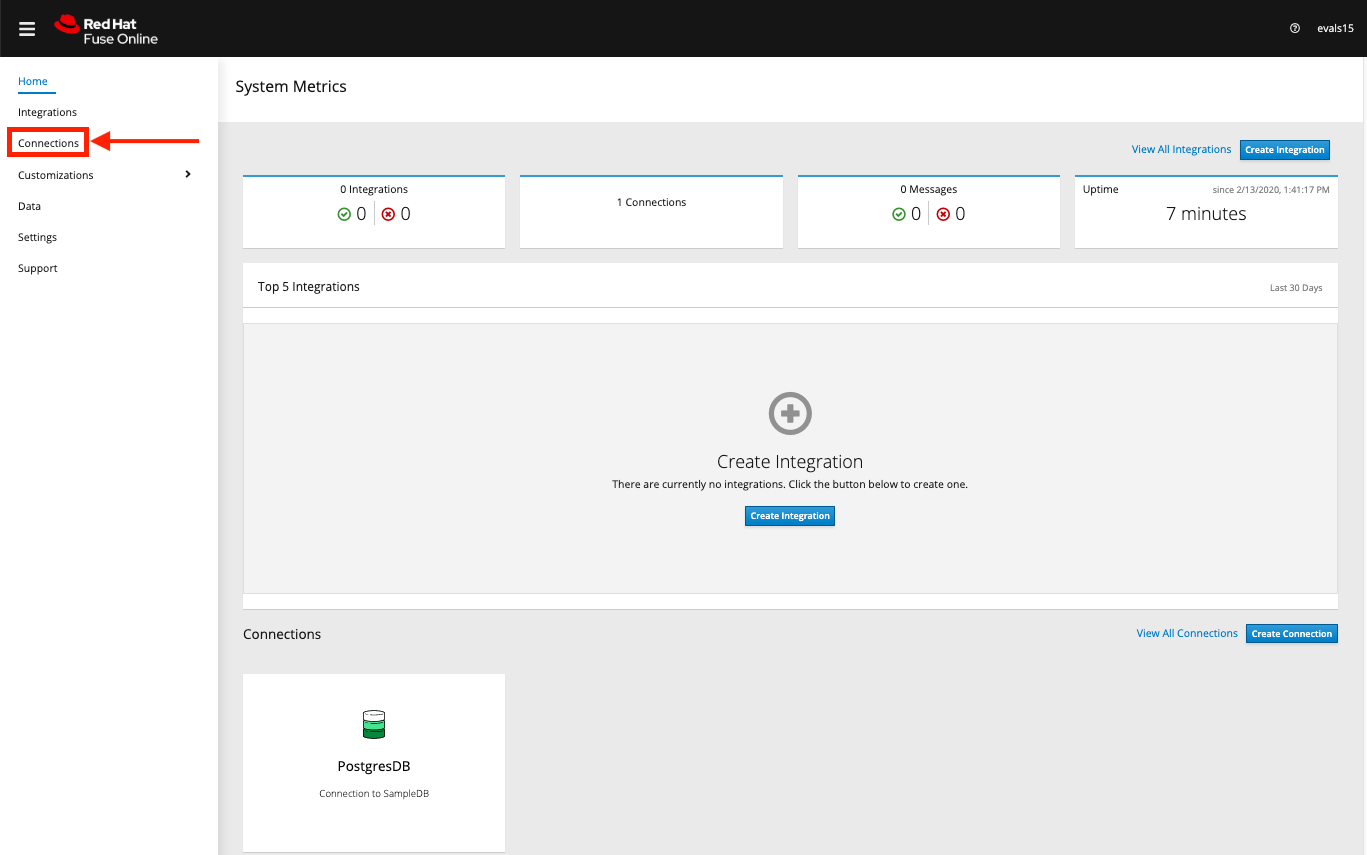 Red Hat
Fuse Online
evals15
Home
Integrations
Connections
Customizations
Data
Settings
Support
System Metrics
View All Integrations
Create Integration
0 Integrations
0 0
1 Connections
0 Messages
0 0
Uptime
since 2/13/2020, 1:41:17 PM
7 minutes
Top 5 Integrations
Last 30 Days
Create Integration
There are currently no integrations. Click the button below to create one.
Create Integration
Connections
View All Connections
Create Connection
PostgresDB
Connection to SampleDB